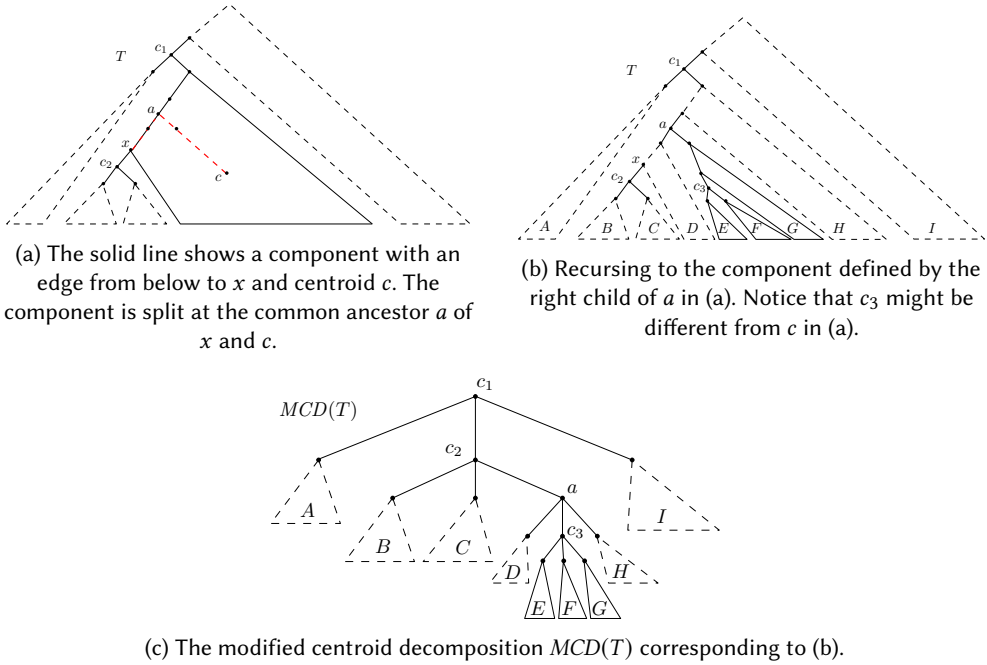 T
c₁
a
x
c₂
c
(a) The solid line shows a component with an
edge from below to x and centroid c. The
component is split at the common ancestor a of
x and c.
T
c₁
a
x
c₂
c₃
A B C D E F G H I
(b) Recursing to the component defined by the
right child of a in (a). Notice that c₃ might be
different from c in (a).
c₁
MCD(T)
c₂
a
A I
c₃
B C
D H
E F G
(c) The modified centroid decomposition MCD(T) corresponding to (b).